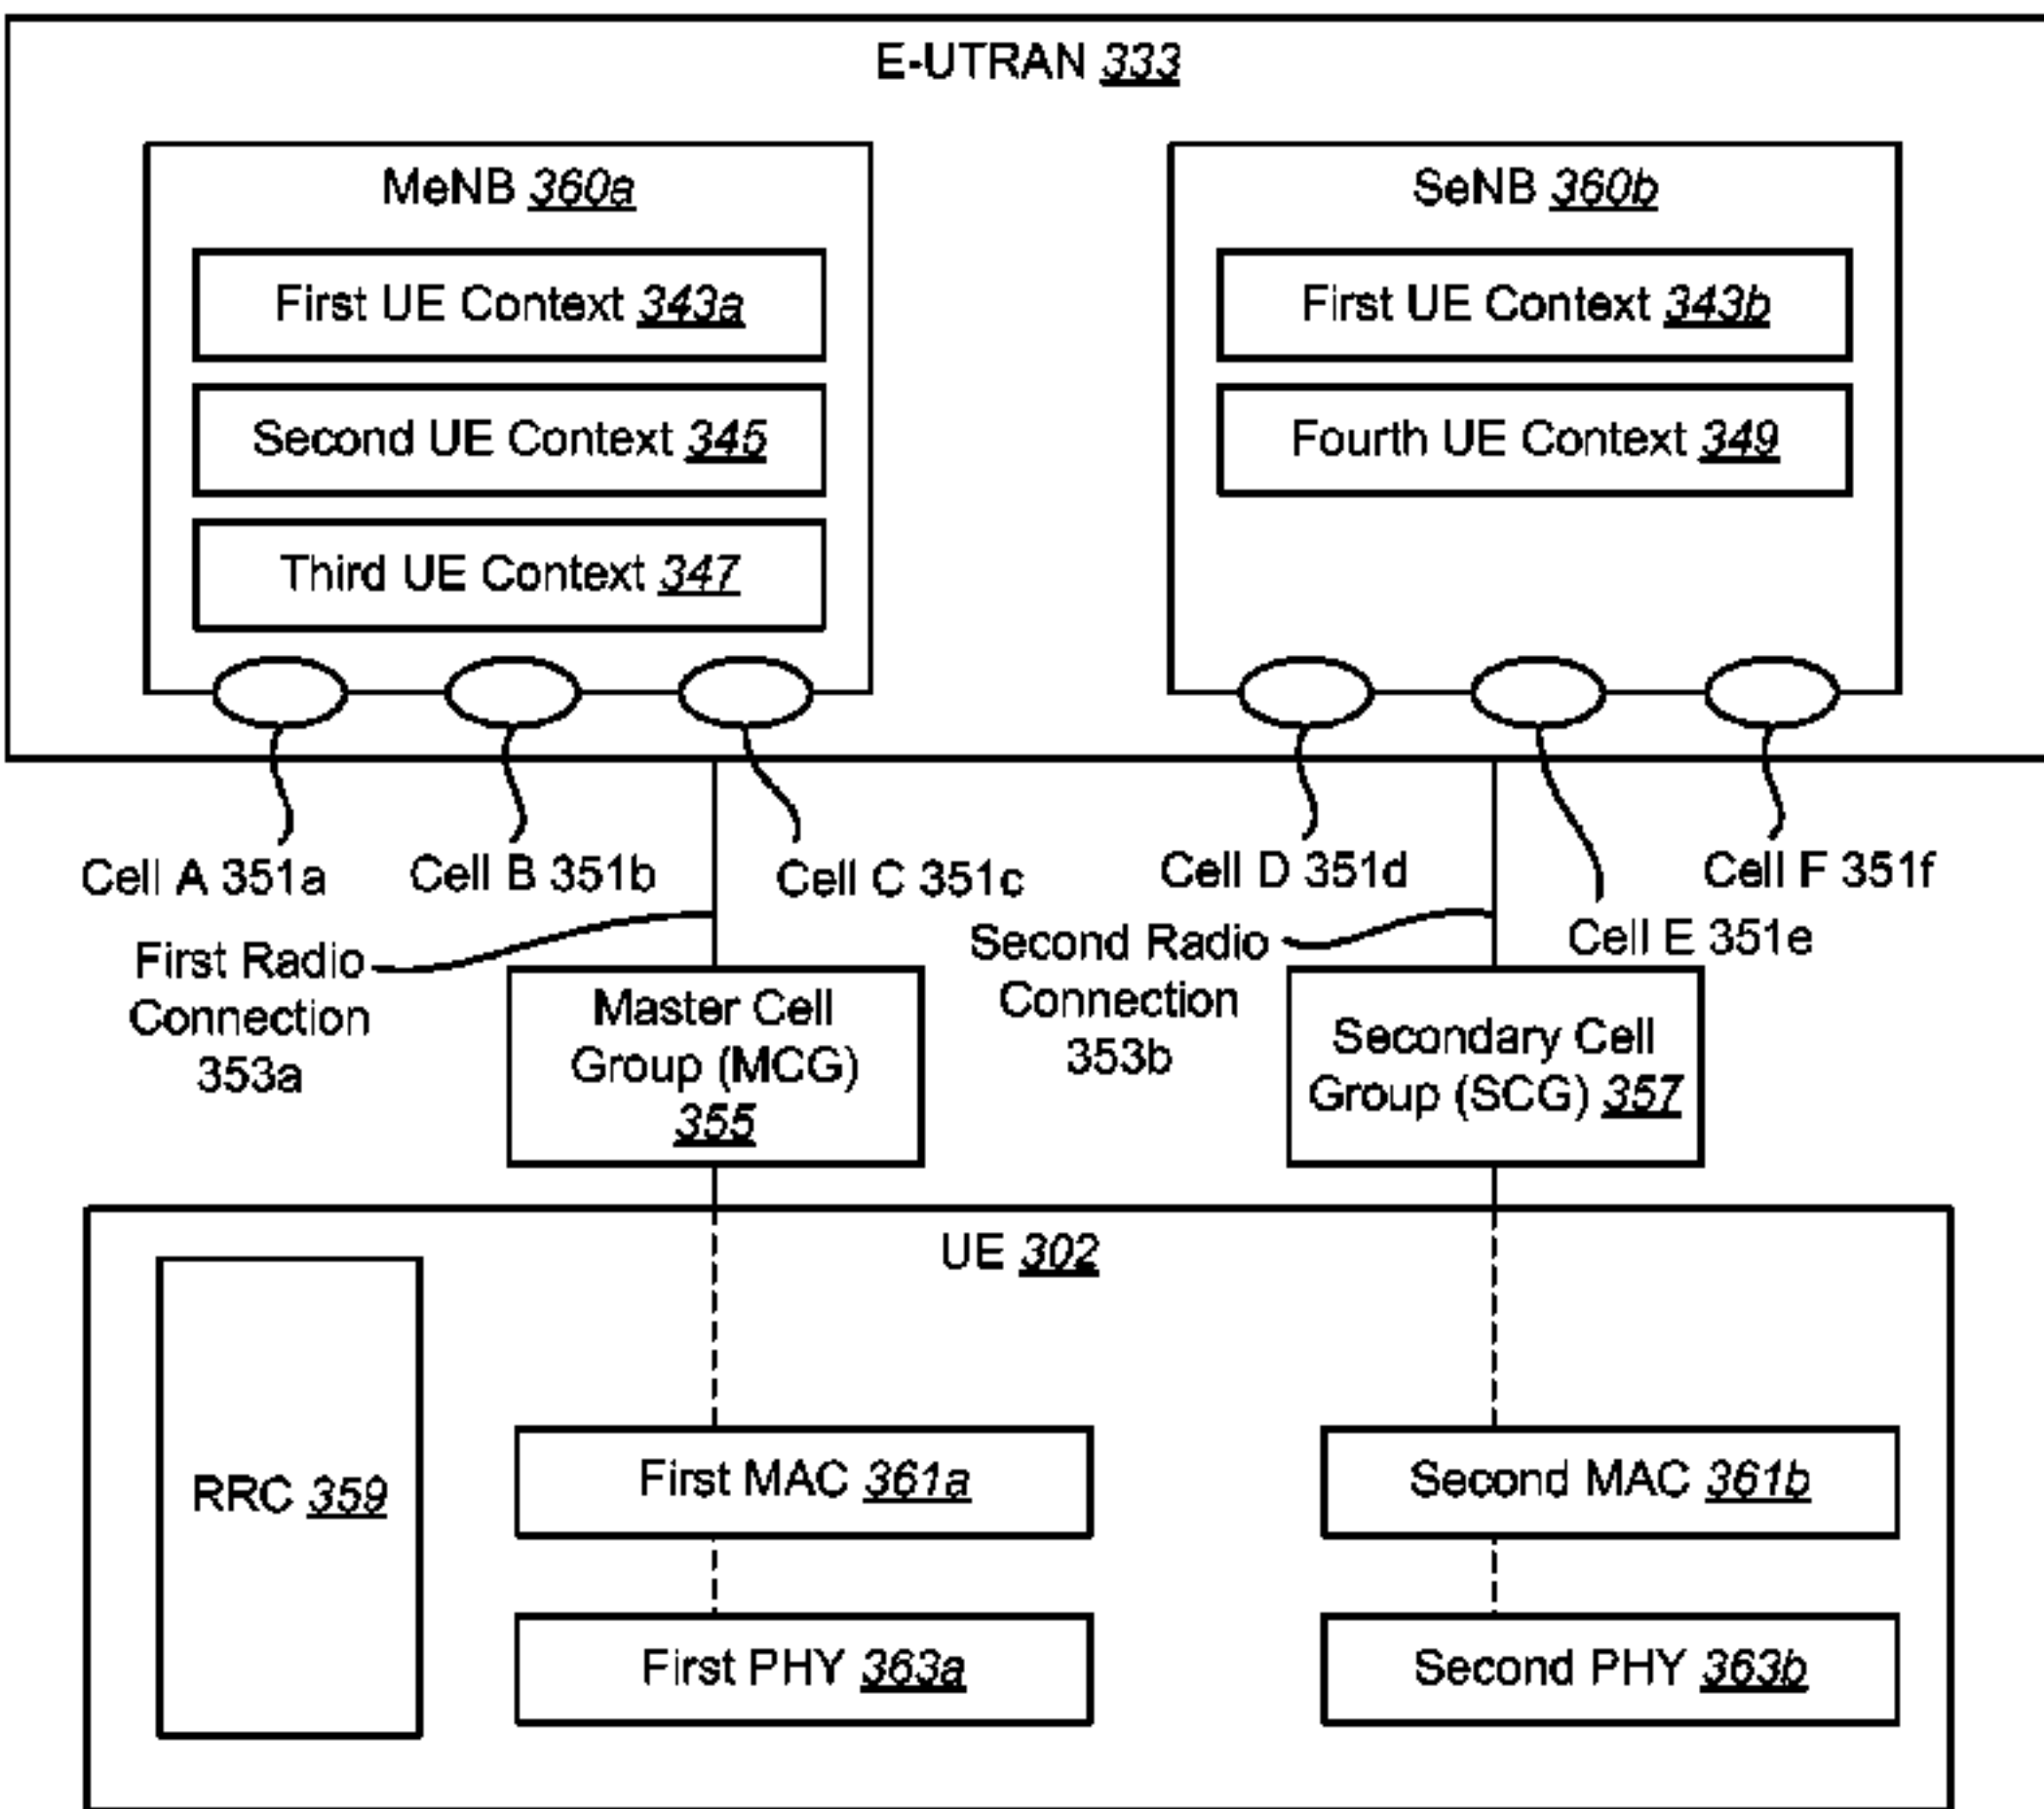 E-UTRAN 333
MeNB 360a
First UE Context 343a
Second UE Context 345
Third UE Context 347
SeNB 360b
First UE Context 343b
Fourth UE Context 349
Cell A 351a
Cell B 351b
Cell C 351c
Cell D 351d
Cell E 351e
Cell F 351f
First Radio
Connection
353a
Master Cell
Group (MCG)
355
Second Radio
Connection
353b
Secondary Cell
Group (SCG) 357
UE 302
RRC 359
First MAC 361a
Second MAC 361b
First PHY 363a
Second PHY 363b